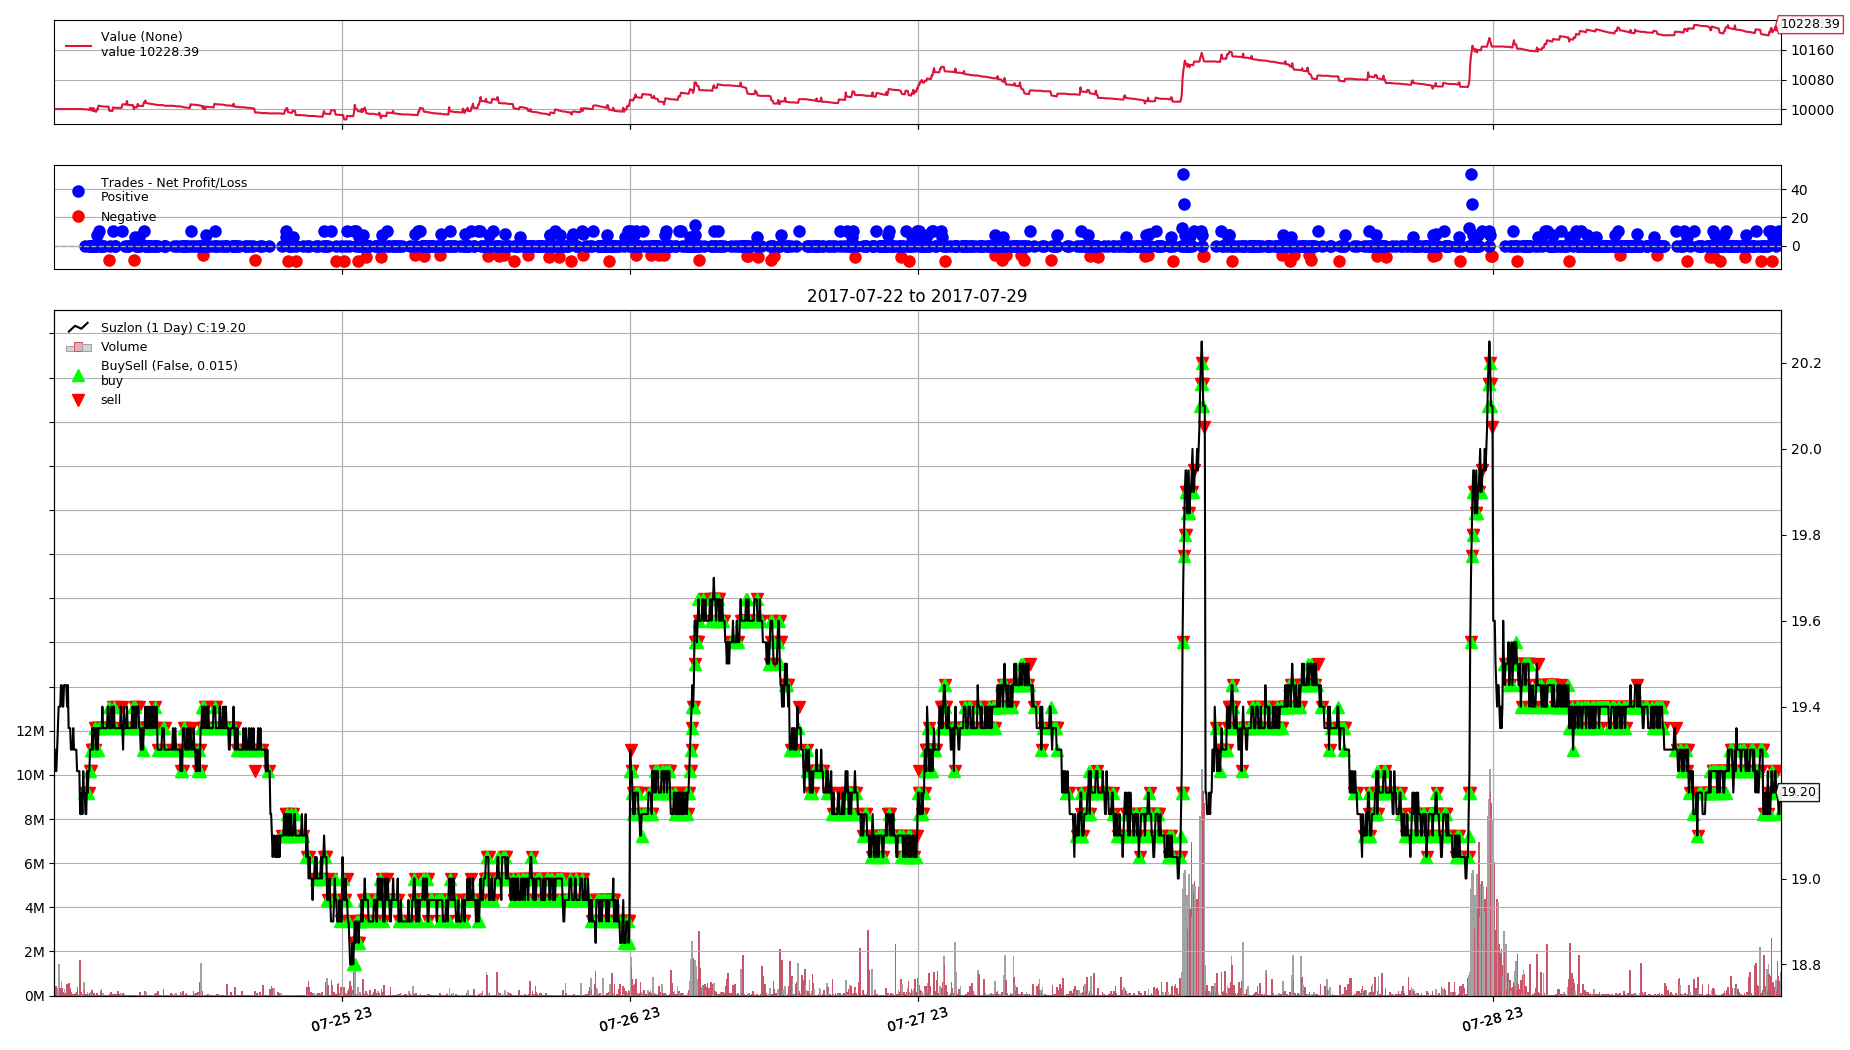 Value (None)
value 10228.39
10228.39
10160
10080
10000
Trades - Net Profit/Loss
Positive
Negative
40
20
0
2017-07-22 to 2017-07-29
Suzlon (1 Day) C:19.20
Volume
BuySell (False, 0.015)
buy
sell
20.2
20.0
19.8
19.6
19.4
19.20
19.0
18.8
12M
10M
8M
6M
4M
2M
0M
07-25 23
07-26 23
07-27 23
07-28 23